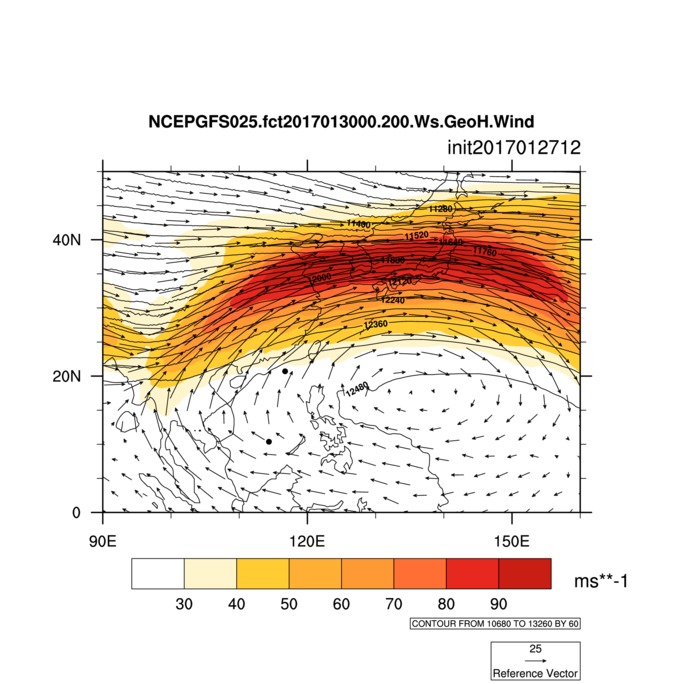 NCEPGFS025.fct2017013000.200.Ws.GeoH.Wind
init2017012712
11280
11400
11520
11640
11760
11880
12000
12120
12240
12360
12480
40N
20N
0
90E 120E 150E
ms**-1
30 40 50 60 70 80 90
CONTOUR FROM 10680 TO 13260 BY 60
25
Reference Vector